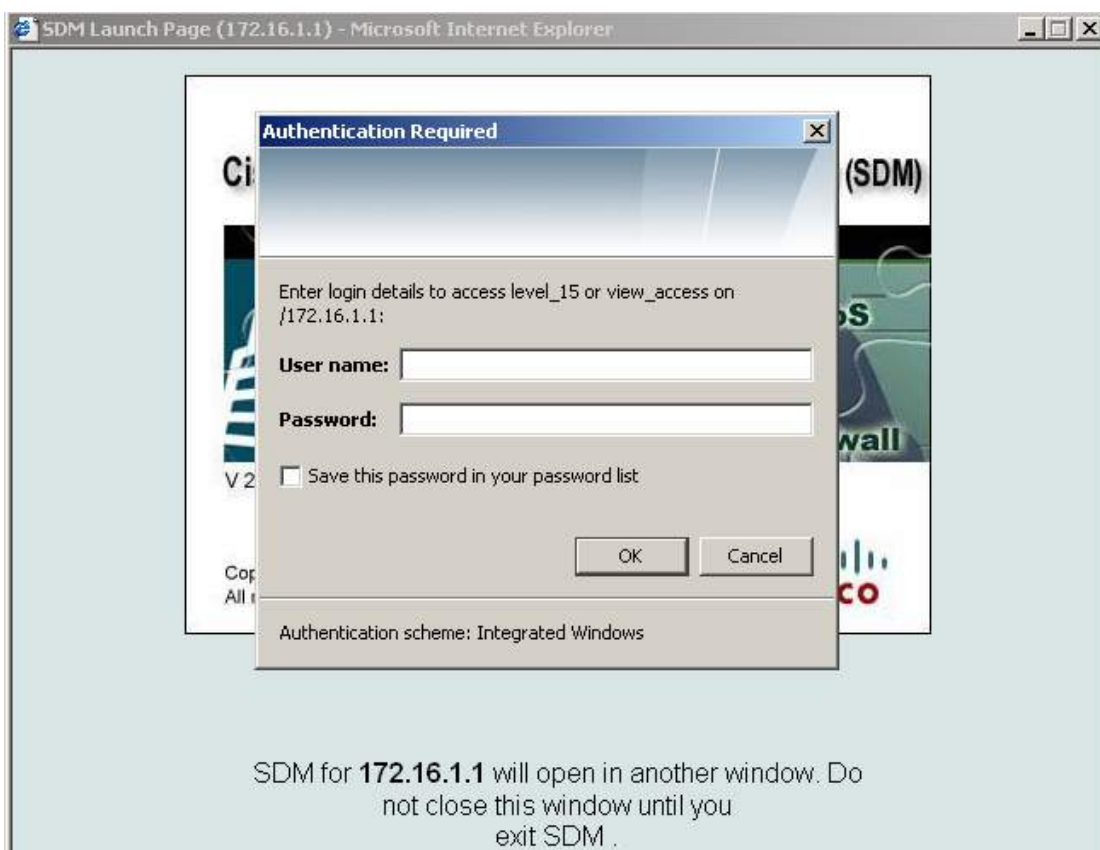 SDM Launch Page (172.16.1.1) - Microsoft Internet Explorer
Authentication Required
(SDM)
Enter login details to access level_15 or view_access on
/172.16.1.1:
User name:
Password:
Save this password in your password list
V 2
OK
Cancel
Authentication scheme: Integrated Windows
SDM for 172.16.1.1 will open in another window. Do
not close this window until you
exit SDM .